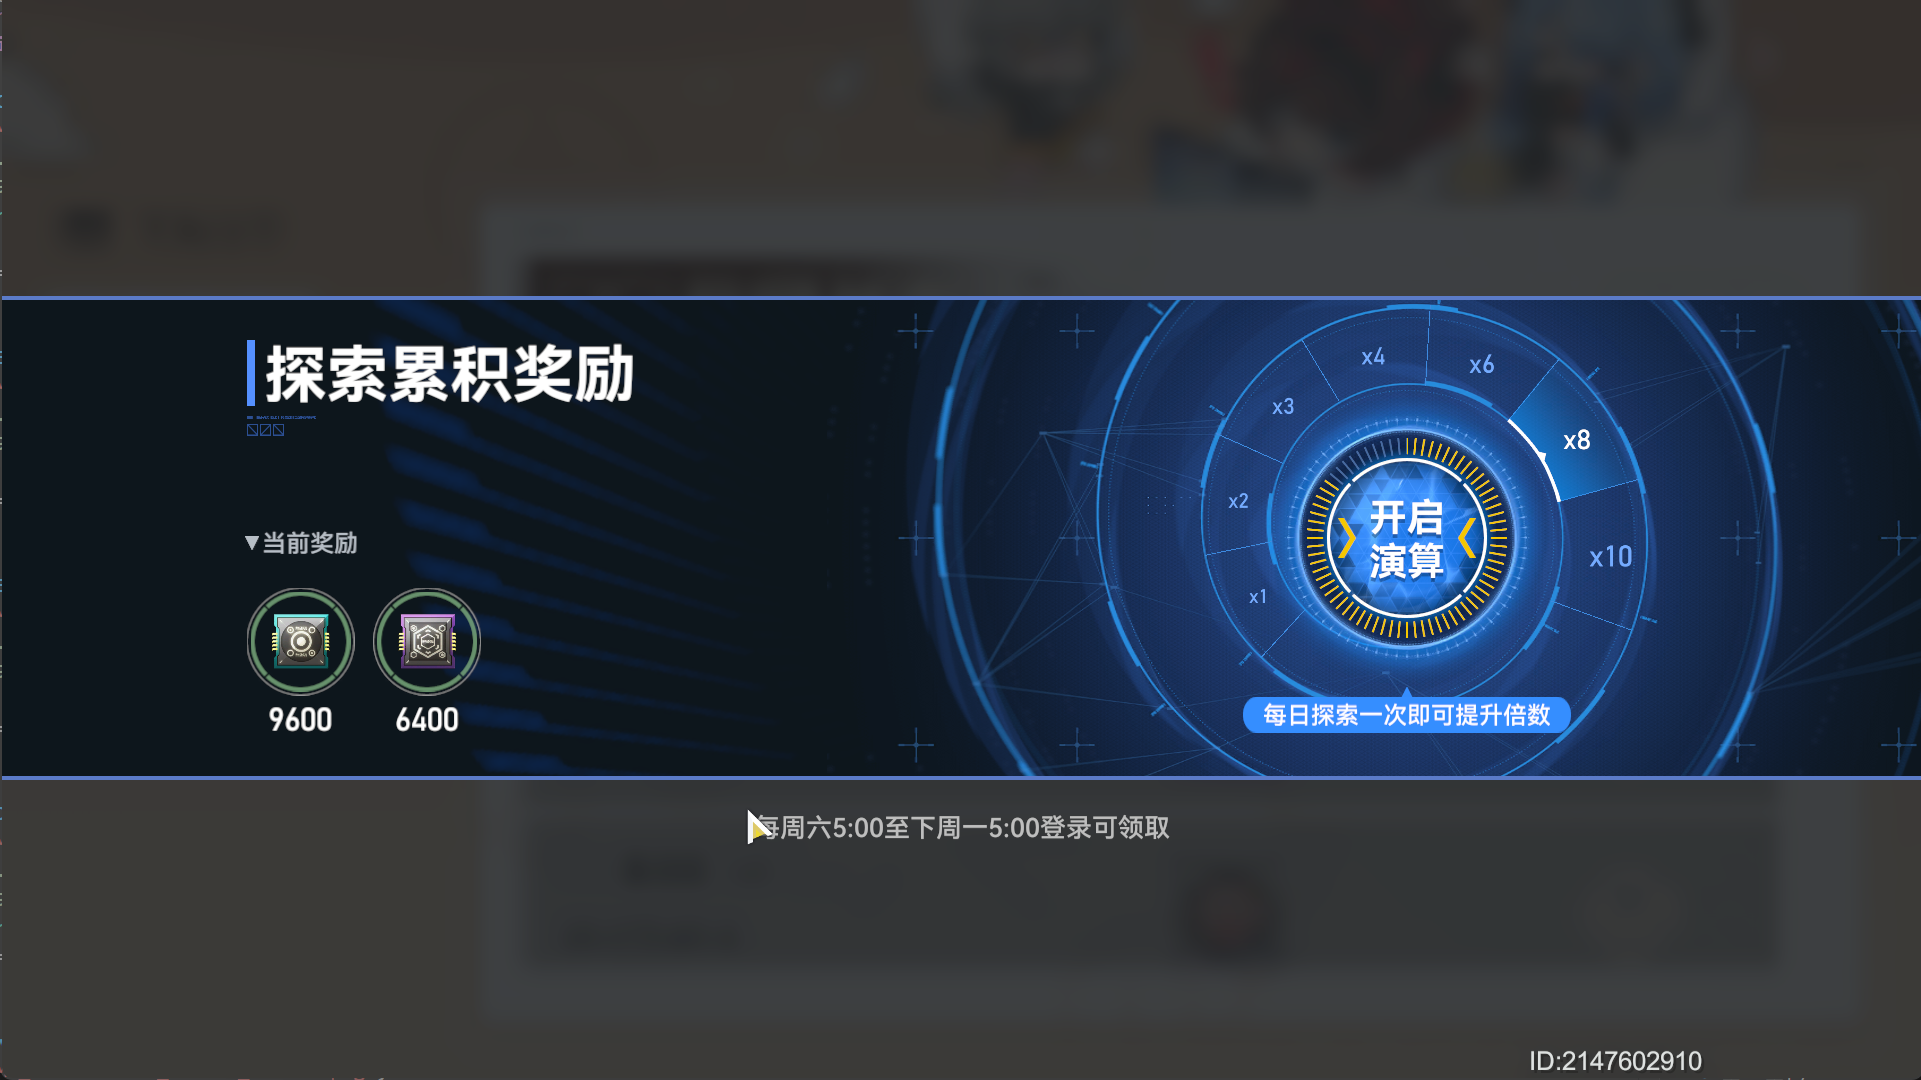 探索累积奖励
x4
x6
x3
x8
x2
开启
演算
x10
▼当前奖励
x1
9600
6400
每日探索一次即可提升倍数
每周六5:00至下周一5:00登录可领取
ID:2147602910